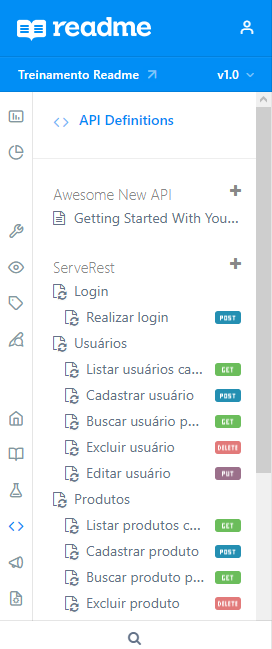 readme
Treinamento Readme v1.0
API Definitions
Awesome New API
Getting Started With You...
ServeRest
Login
Realizar login POST
Usuários
Listar usuários ca... GET
Cadastrar usuário POST
Buscar usuário p... GET
Excluir usuário DELETE
Editar usuário PUT
Produtos
Listar produtos c... GET
Cadastrar produto POST
Buscar produto p... GET
Excluir produto DELETE